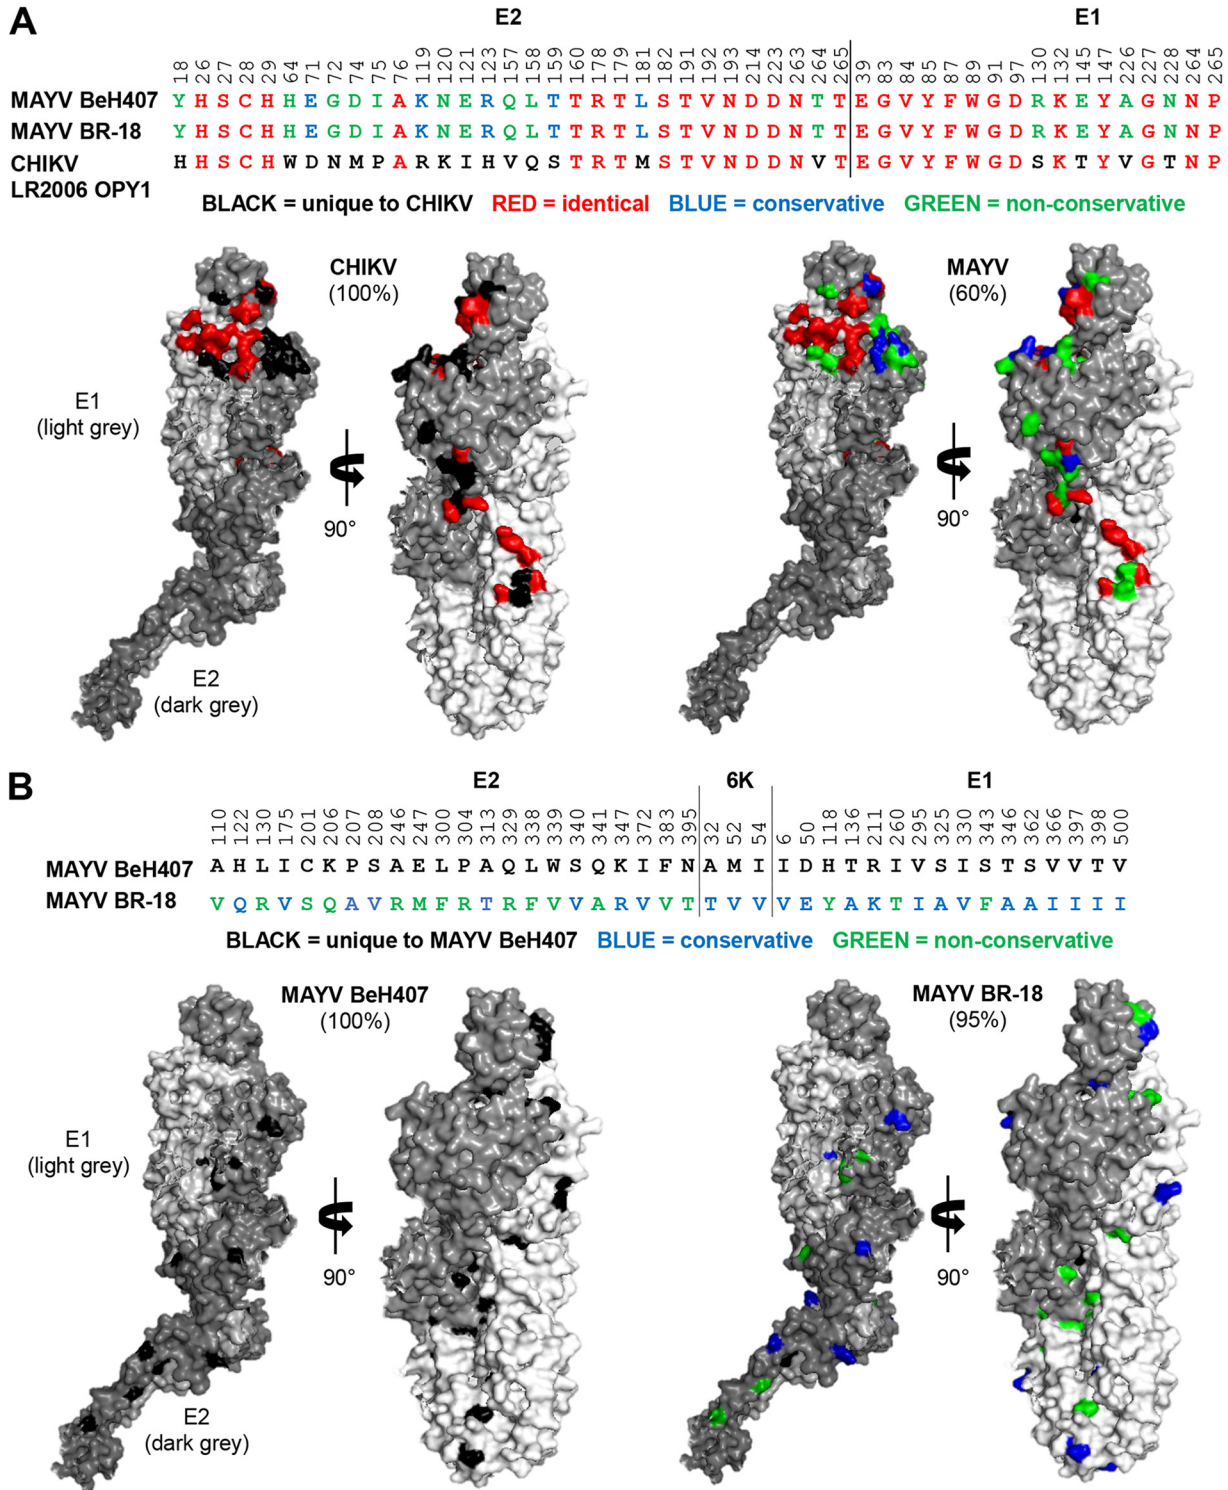 A
E2 E1
18 26 27 28 29 64 71 72 74 75 76 119 120 121 123 157 158 159 160 178 179 181 182 191 192 193 214 223 263 264 265 39 83 84 85 87 89 91 97 130 132 145 147 226 227 228 264 265
MAYV BeH407 Y H S C H H E G D I A K N E R Q L T T R T L S T V N D D N T T E G V Y F W G D R K E Y A G N N P
MAYV BR-18 Y H S C H H E G D I A K N E R Q L T T R T L S T V N D D N T T E G V Y F W G D R K E Y A G N N P
CHIKV H H S C H W D N M P A R K I H V Q S T R T M S T V N D D N V T E G V Y F W G D S K T Y V G T N P
LR2006 OPY1
BLACK = unique to CHIKV RED = identical BLUE = conservative GREEN = non-conservative
CHIKV
(100%)
MAYV
(60%)
E1
(light grey)
90°
90°
E2
(dark grey)
B
E2 6K E1
110 122 130 175 201 206 207 208 246 247 300 304 313 329 338 339 340 341 347 372 383 395 32 52 54 6 50 118 136 211 260 295 325 330 343 346 362 366 397 398 500
MAYV BeH407 A H L I C K P S A E L P A Q L W S Q K I F N A M I I D H T R I V S I S T S V V T V
MAYV BR-18 V Q R V S Q A V R M F R T R F V V A R V V T T V V V E Y A K T I A V F A A I I I I
BLACK = unique to MAYV BeH407 BLUE = conservative GREEN = non-conservative
MAYV BeH407
(100%)
MAYV BR-18
(95%)
E1
(light grey)
90°
90°
E2
(dark grey)